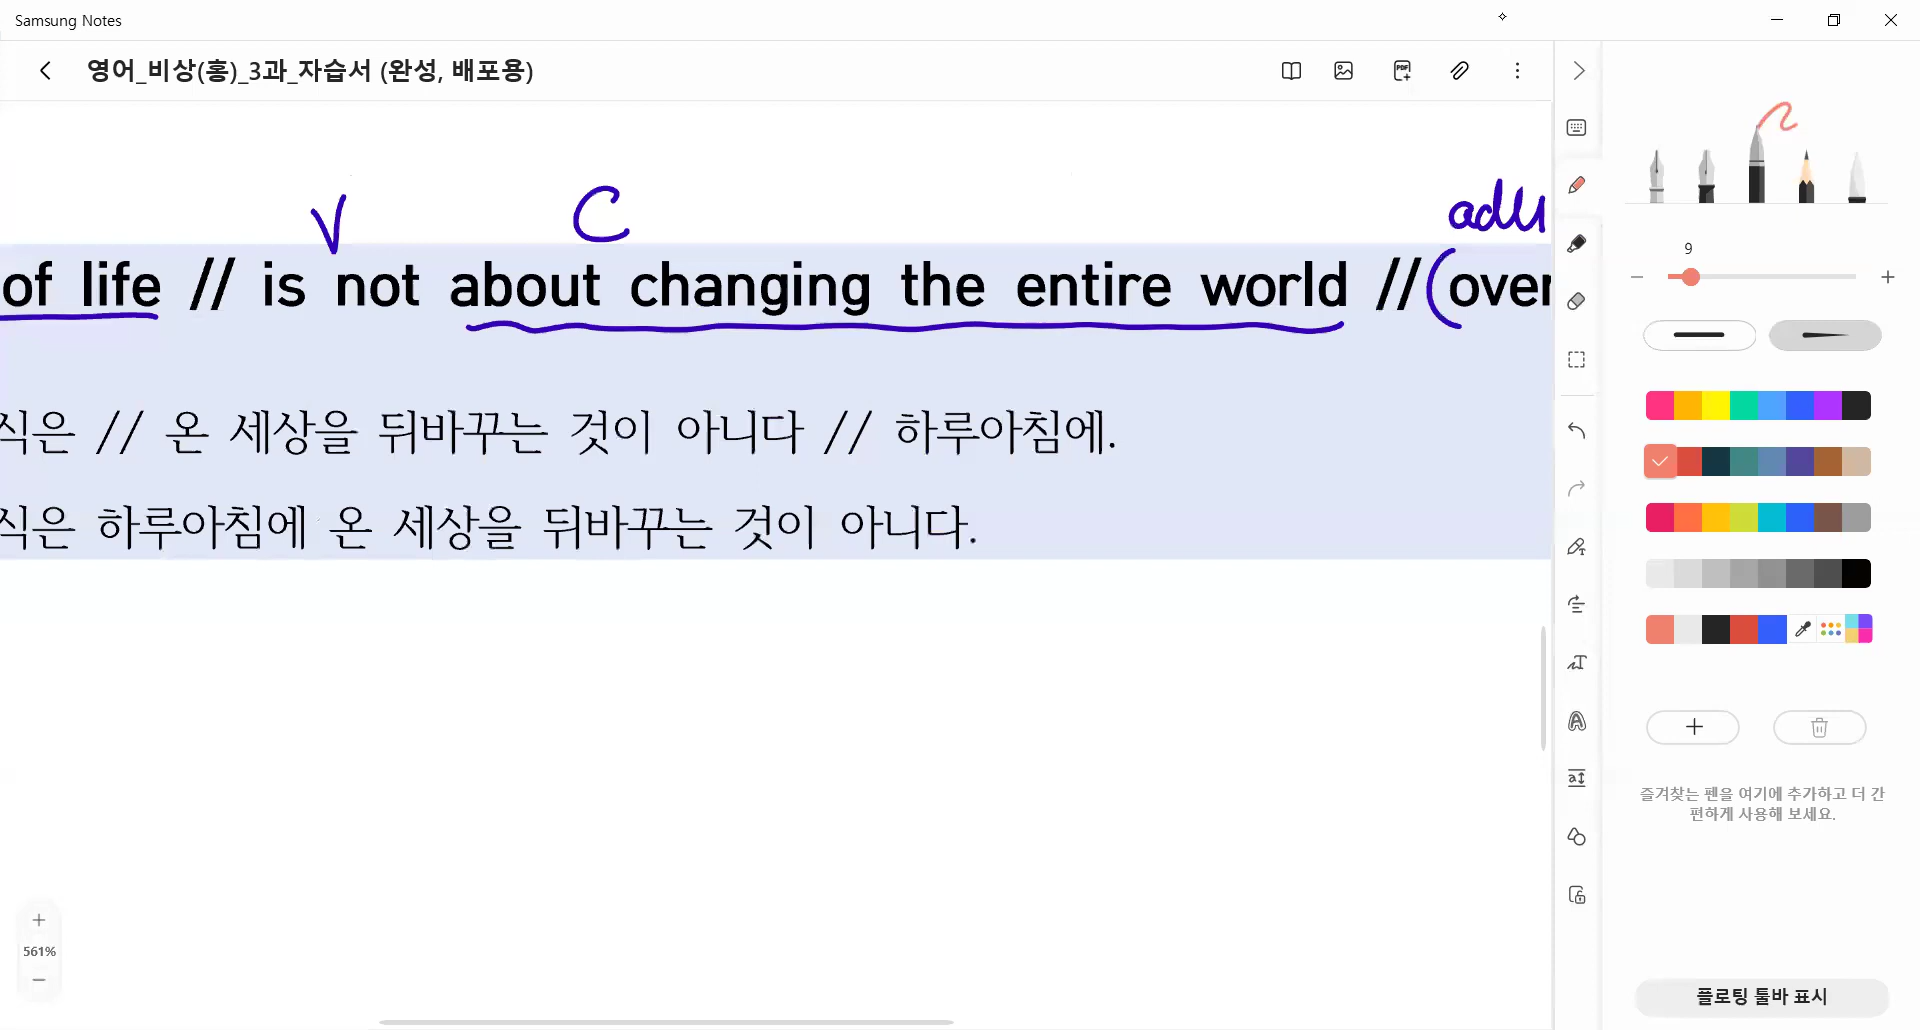 Samsung Notes
영어_비상(홍)_3과_자습서 (완성, 배포용)
PDF
V C
of life // is not about changing the entire world // (over
식은 // 온 세상을 뒤바꾸는 것이 아니다 // 하루아침에.
식은 하루아침에 온 세상을 뒤바꾸는 것이 아니다.
9
즐겨찾는 펜을 여기에 추가하고 더 간
편하게 사용해 보세요.
561%
플로팅 툴바 표시